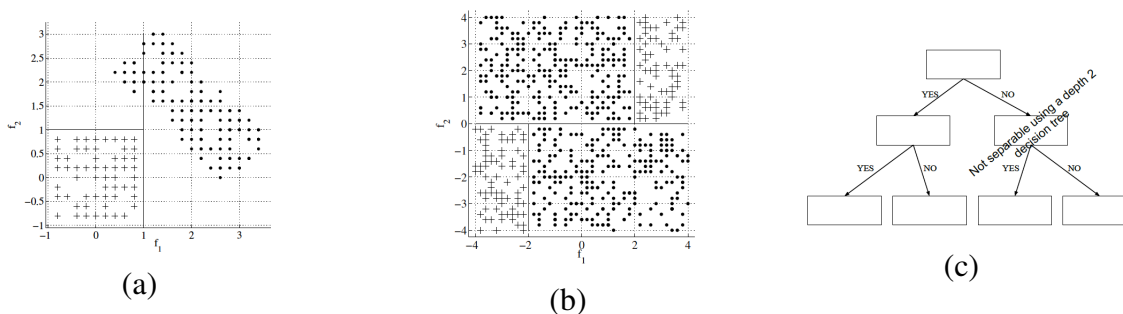 3
2.5
2
1.5
1
0.5
0
−0.5
−1
f2
−1 0 1 2 3
f1
(a)
4
3
2
1
0
−1
−2
−3
−4
f2
−4 −2 0 2 4
f1
(b)
YES NO
Not separable using a depth 2
decision tree
YES NO YES NO
(c)